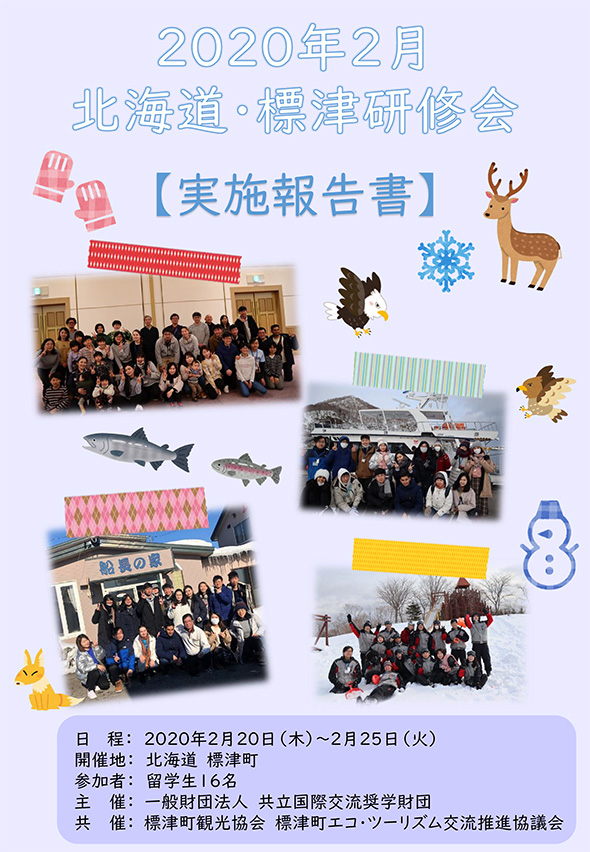 2020年2月
北海道・標津研修会
【実施報告書】
船長の家
日　程： 2020年2月20日（木）～2月25日（火）
開催地： 北海道 標津町
参加者： 留学生16名
主　催： 一般財団法人 共立国際交流奨学財団
共　催： 標津町観光協会 標津町エコ・ツーリズム交流推進協議会